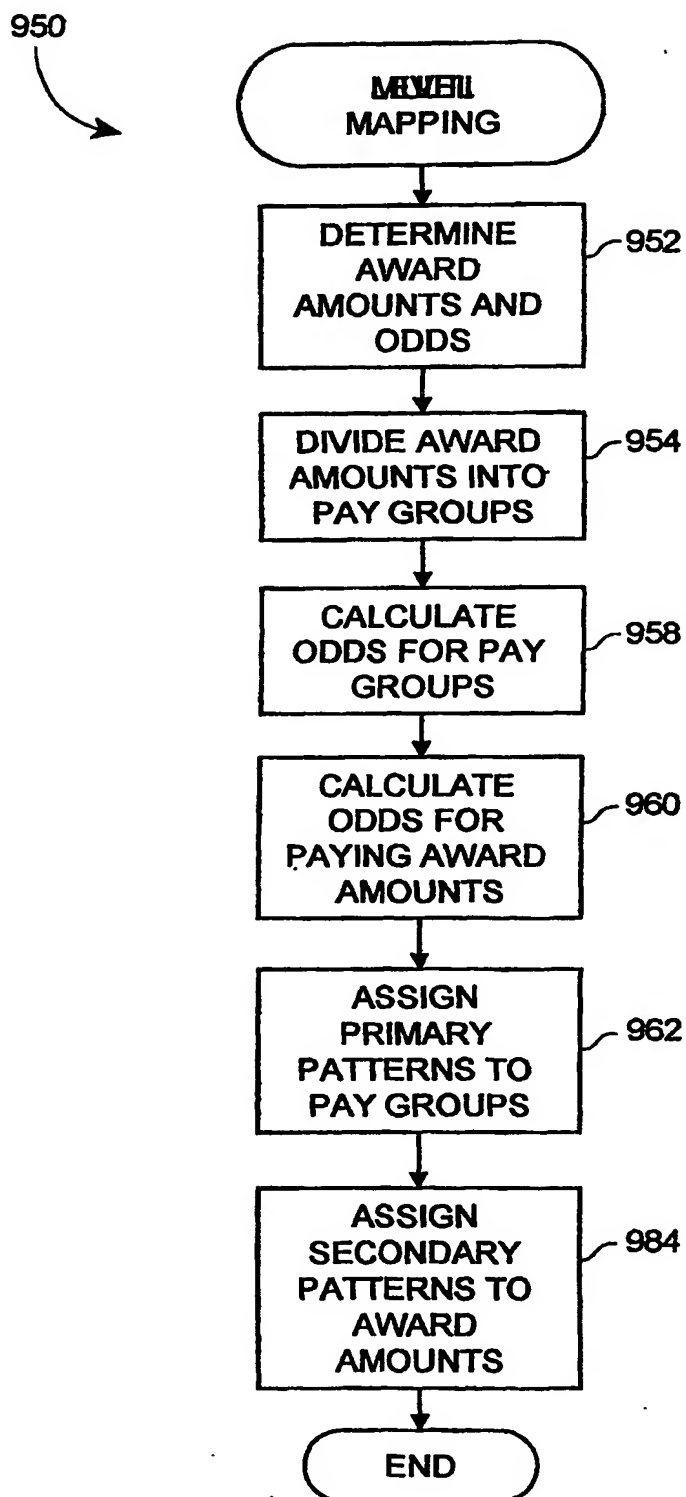 950
MAPPING
DETERMINE
AWARD
AMOUNTS AND
ODDS
952
DIVIDE AWARD
AMOUNTS INTO
PAY GROUPS
954
CALCULATE
ODDS FOR PAY
GROUPS
958
CALCULATE
ODDS FOR
PAYING AWARD
AMOUNTS
960
ASSIGN
PRIMARY
PATTERNS TO
PAY GROUPS
962
ASSIGN
SECONDARY
PATTERNS TO
AWARD
AMOUNTS
984
END